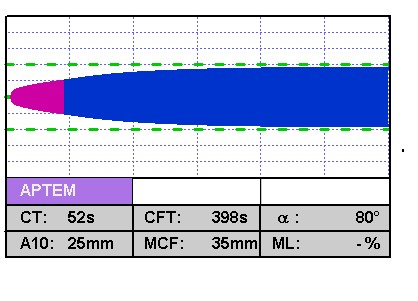 APTEM
CT: 52s CFT: 398s α : 80°
A10: 25mm MCF: 35mm ML: -%